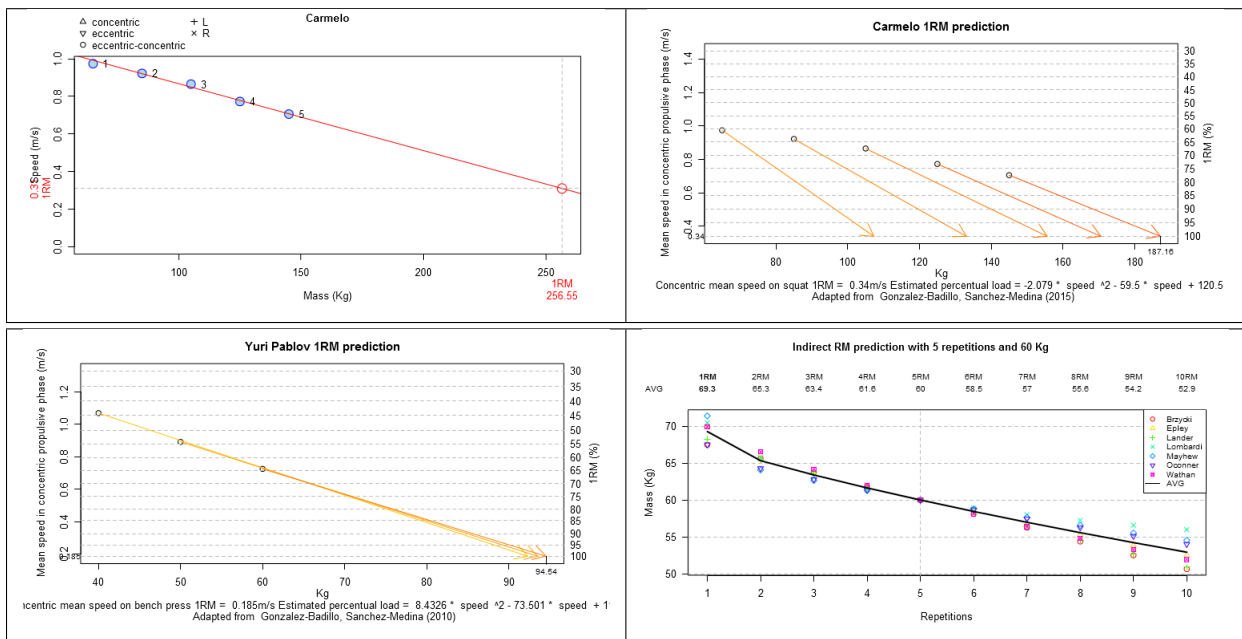 Carmelo
concentric
eccentric
eccentric-concentric
L
R
1.0
0.8
0.6
0.4
0.2
0.0
Speed (m/s)
1RM
1
2
3
4
5
100
150
200
250
Mass (Kg)
1RM
256.55
Carmelo 1RM prediction
Mean speed in concentric propulsive phase (m/s)
1.4
1.2
1.0
0.8
0.6
0.4
0.34
30
35
40
45
50
55
60
65
70
75
80
85
90
95
100
1RM (%)
80
100
120
140
160
180
187.16
Kg
Concentric mean speed on squat 1RM = 0.34m/s Estimated percentual load = -2.079 * speed ^2 - 59.5 * speed + 120.5
Adapted from Gonzalez-Badillo, Sanchez-Medina (2015)
Yuri Pablov 1RM prediction
Mean speed in concentric propulsive phase (m/s)
1.2
1.0
0.8
0.6
0.4
0.2
30
35
40
45
50
55
60
65
70
75
80
85
90
95
100
1RM (%)
40
50
60
70
80
90
94.54
Kg
ncentric mean speed on bench press 1RM = 0.185m/s Estimated percentual load = 8.4326 * speed ^2 - 73.501 * speed + 1
Adapted from Gonzalez-Badillo, Sanchez-Medina (2010)
Indirect RM prediction with 5 repetitions and 60 Kg
1RM 2RM 3RM 4RM 5RM 6RM 7RM 8RM 9RM 10RM
AVG 69.3 65.3 63.4 61.6 60 58.5 57 55.6 54.2 52.9
70
65
60
55
50
Mass (Kg)
Brzycki
Epley
Lander
Lombardi
Mayhew
Oconner
Wathan
AVG
1 2 3 4 5 6 7 8 9 10
Repetitions